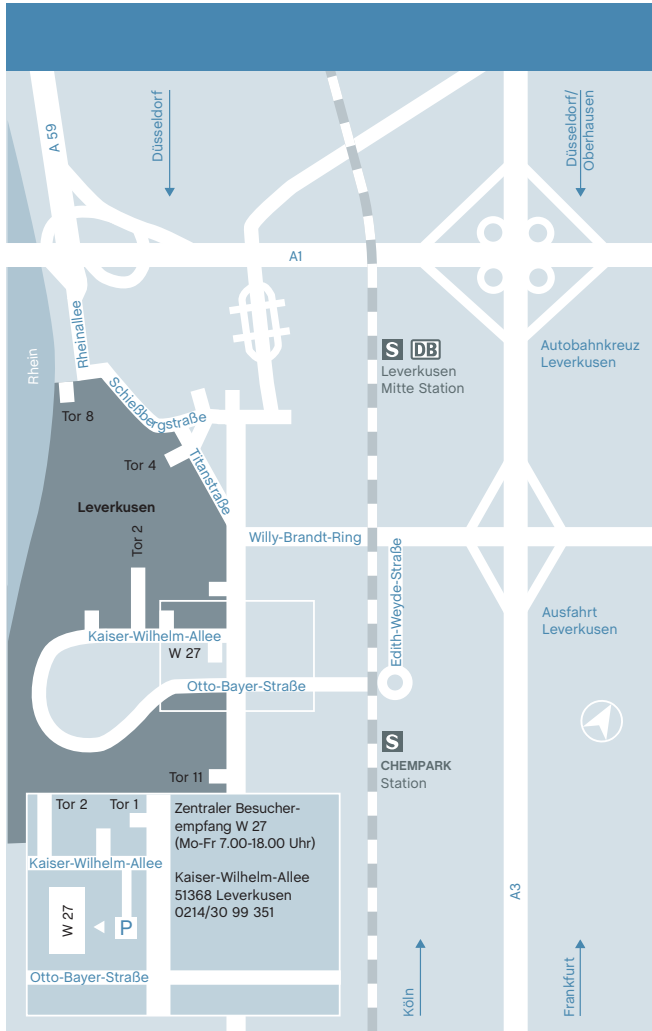 Düsseldorf
Düsseldorf/
Oberhausen
A 59
A1
Rheinallee
Rhein
S DB
Leverkusen
Mitte Station
Autobahnkreuz
Leverkusen
Schießbergstraße
Tor 8
Tor 4
Titanstraße
Leverkusen
Tor 2
Willy-Brandt-Ring
Edith-Weyde-Straße
Ausfahrt
Leverkusen
Kaiser-Wilhelm-Allee
W 27
Otto-Bayer-Straße
S
CHEMPARK
Station
Tor 11
Tor 2
Tor 1
Zentraler Besucher-
empfang W 27
(Mo-Fr 7.00-18.00 Uhr)
Kaiser-Wilhelm-Allee
51368 Leverkusen
0214/30 99 351
Kaiser-Wilhelm-Allee
W 27
P
Otto-Bayer-Straße
A3
Köln
Frankfurt